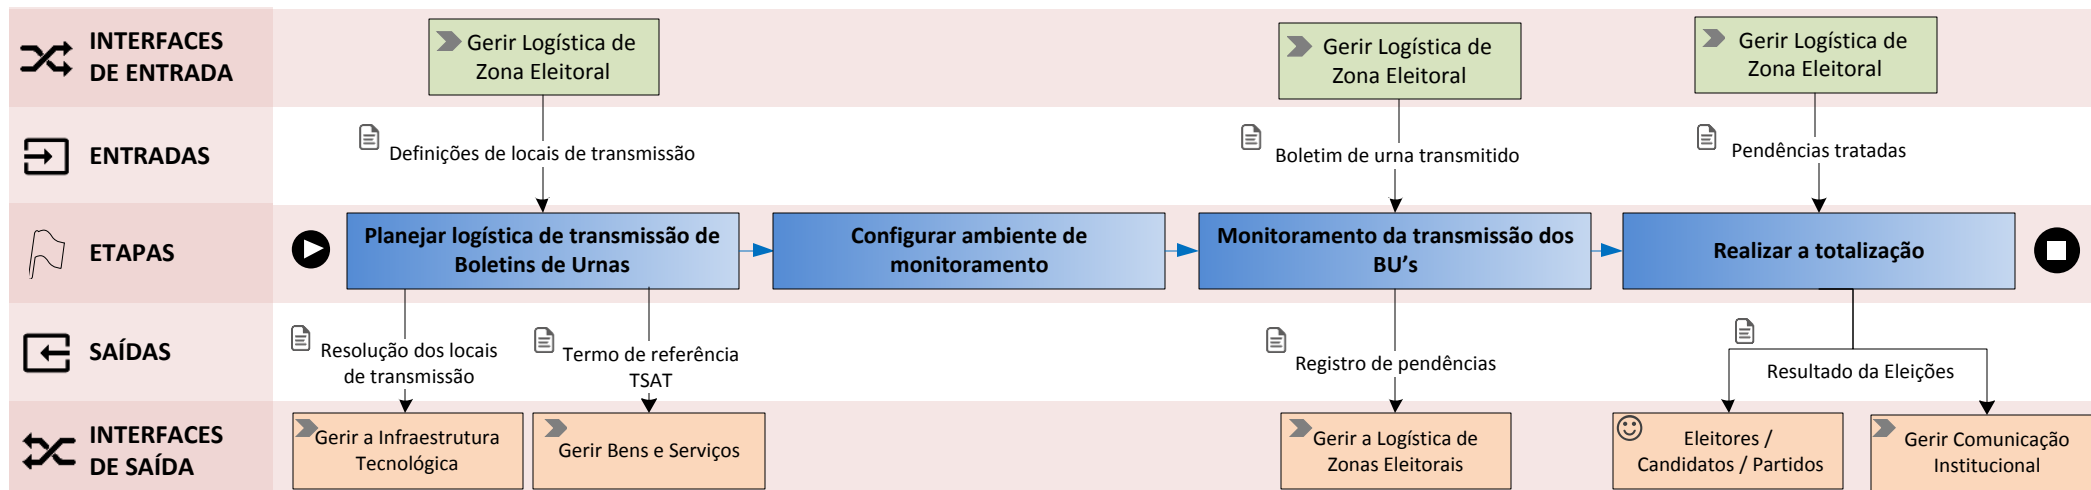 INTERFACES
DE ENTRADA
Gerir Logística de
Zona Eleitoral
Gerir Logística de
Zona Eleitoral
Gerir Logística de
Zona Eleitoral
ENTRADAS
Definições de locais de transmissão
Boletim de urna transmitido
Pendências tratadas
ETAPAS
Planejar logística de transmissão de
Boletins de Urnas
Configurar ambiente de
monitoramento
Monitoramento da transmissão dos
BU's
Realizar a totalização
SAÍDAS
Resolução dos locais
de transmissão
Termo de referência
TSAT
Registro de pendências
Resultado da Eleições
INTERFACES
DE SAÍDA
Gerir a Infraestrutura
Tecnológica
Gerir Bens e Serviços
Gerir a Logística de
Zonas Eleitorais
Eleitores /
Candidatos / Partidos
Gerir Comunicação
Institucional